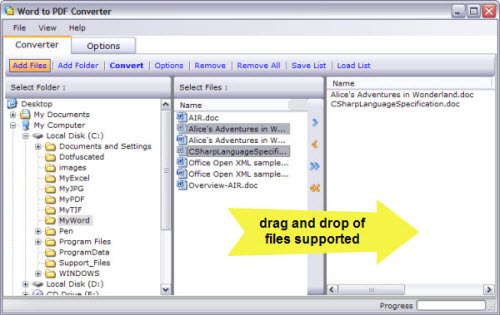 Word to PDF Converter
File View Help
Converter Options
Add Files Add Folder Convert Options Remove Remove All Save List Load List
Select Folder :
Desktop
My Documents
My Computer
Local Disk (C:)
Documents and Settings
Dotfuscated
images
MyExcel
MyJPG
MyPDF
MyTIF
MyWord
Pen
Program Files
ProgramData
Support_Files
WINDOWS
Local Disk (D:)
CD Drive (E:)
Select Files :
Name
AIR.doc
Alice's Adventures in W...
Alice's Adventures in W...
CSharpLanguageSpecifi...
Office Open XML sample...
Office Open XML sample...
Overview-AIR.doc
Name
Alice's Adventures in Wonderland.doc
CSharpLanguageSpecification.doc
drag and drop of
files supported
Progress